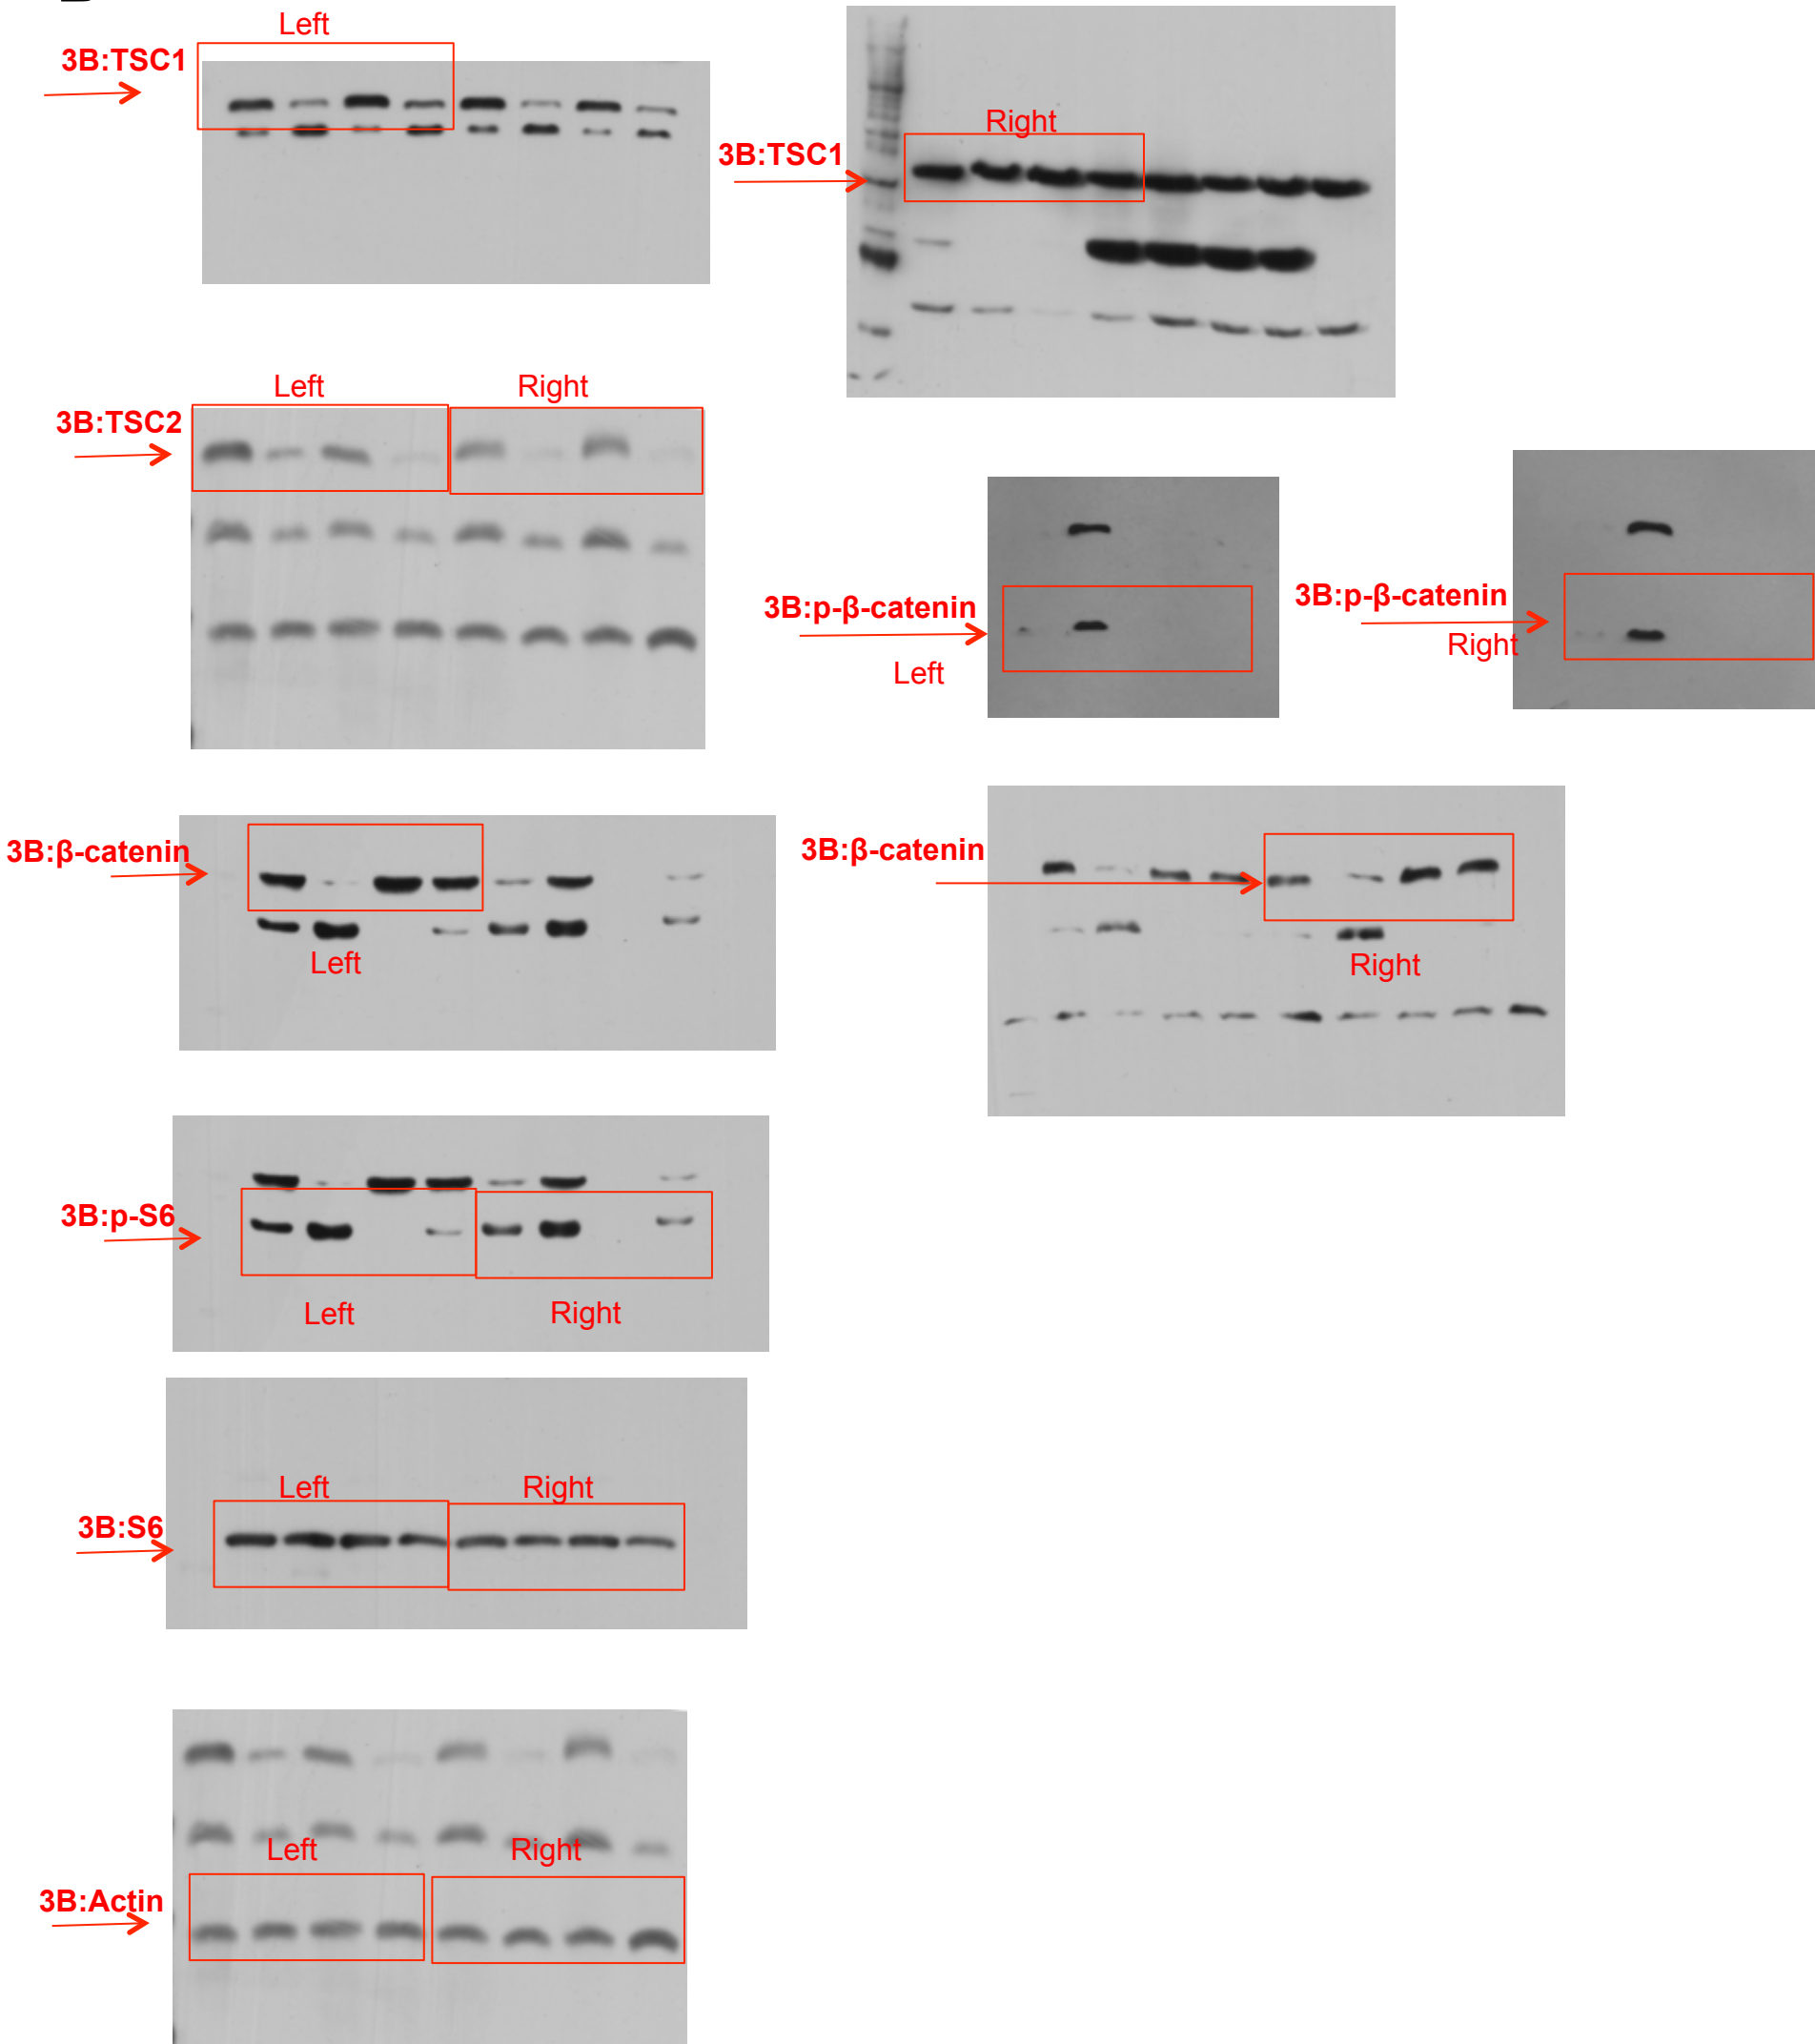 Left
3B:TSC1
Right
3B:TSC1
Left
Right
3B:TSC2
3B:p-β-catenin
Left
3B:p-β-catenin
Right
3B:β-catenin
Left
3B:β-catenin
Right
3B:p-S6
Left
Right
Left
Right
3B:S6
Left
Right
3B:Actin